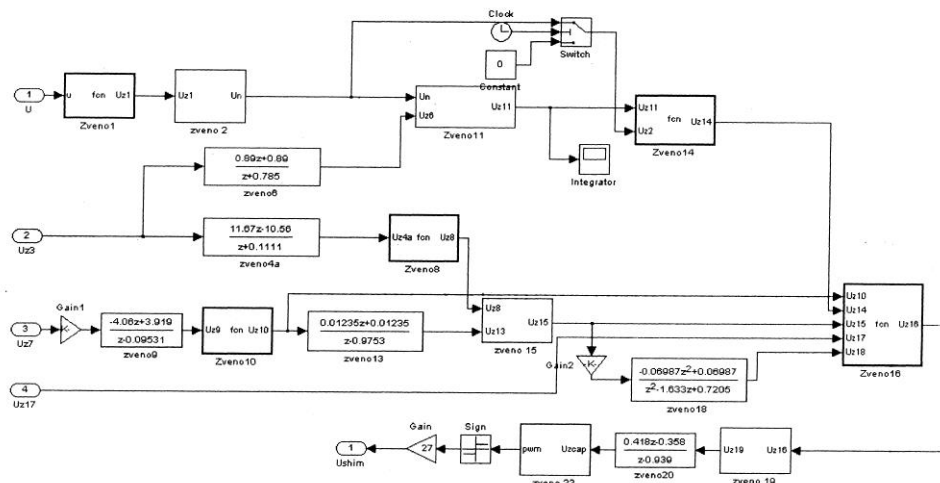 Clock
Switch
0
Constant
1
U
u fcn Uz1
Zveno1
Uz1 Un
zveno 2
Un
Uz6
Uz11
Zveno11
Uz11
Uz2
fcn
Uz14
Zveno14
Integrator
0.89z+0.89
z+0.785
zveno6
2
Uz3
11.67z-10.56
z+0.1111
zveno4a
Uz4a fcn Uz8
Zveno8
Gain1
3
Uz7
-K-
-4.06z+3.919
z-0.09531
zveno9
Uz9 fcn Uz10
Zveno10
0.01235z+0.01235
z-0.9753
zveno13
Uz8
Uz13
Uz15
zveno 15
Uz10
Uz14
Uz15
Uz17
Uz18
fcn
Uz16
Zveno16
4
Uz17
Gain2
-K-
-0.06987z²+0.06987
z²-1.633z+0.7205
zveno18
1
Ushim
Gain
27
Sign
pwm Uzcap
zveno 22
0.418z-0.358
z-0.939
zveno20
Uz19 Uz16
zveno 19